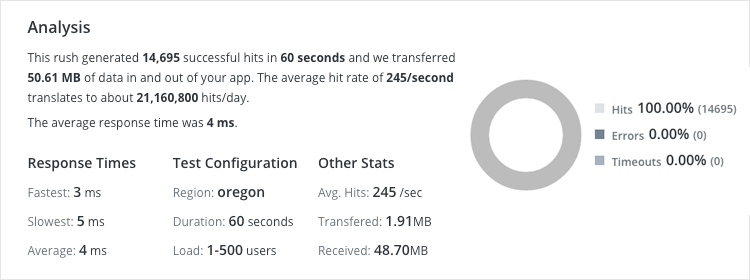 Analysis
This rush generated 14,695 successful hits in 60 seconds and we transferred
50.61 MB of data in and out of your app. The average hit rate of 245/second
translates to about 21,160,800 hits/day.
The average response time was 4 ms.
Hits 100.00% (14695)
Errors 0.00% (0)
Timeouts 0.00% (0)
Response Times
Fastest: 3 ms
Slowest: 5 ms
Average: 4 ms
Test Configuration
Region: oregon
Duration: 60 seconds
Load: 1-500 users
Other Stats
Avg. Hits: 245 /sec
Transfered: 1.91MB
Received: 48.70MB